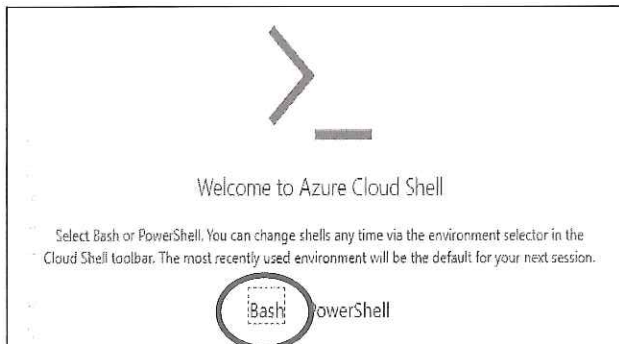 Welcome to Azure Cloud Shell
Select Bash or PowerShell. You can change shells any time via the environment selector in the
Cloud Shell toolbar. The most recently used environment will be the default for your next session.
Bash PowerShell